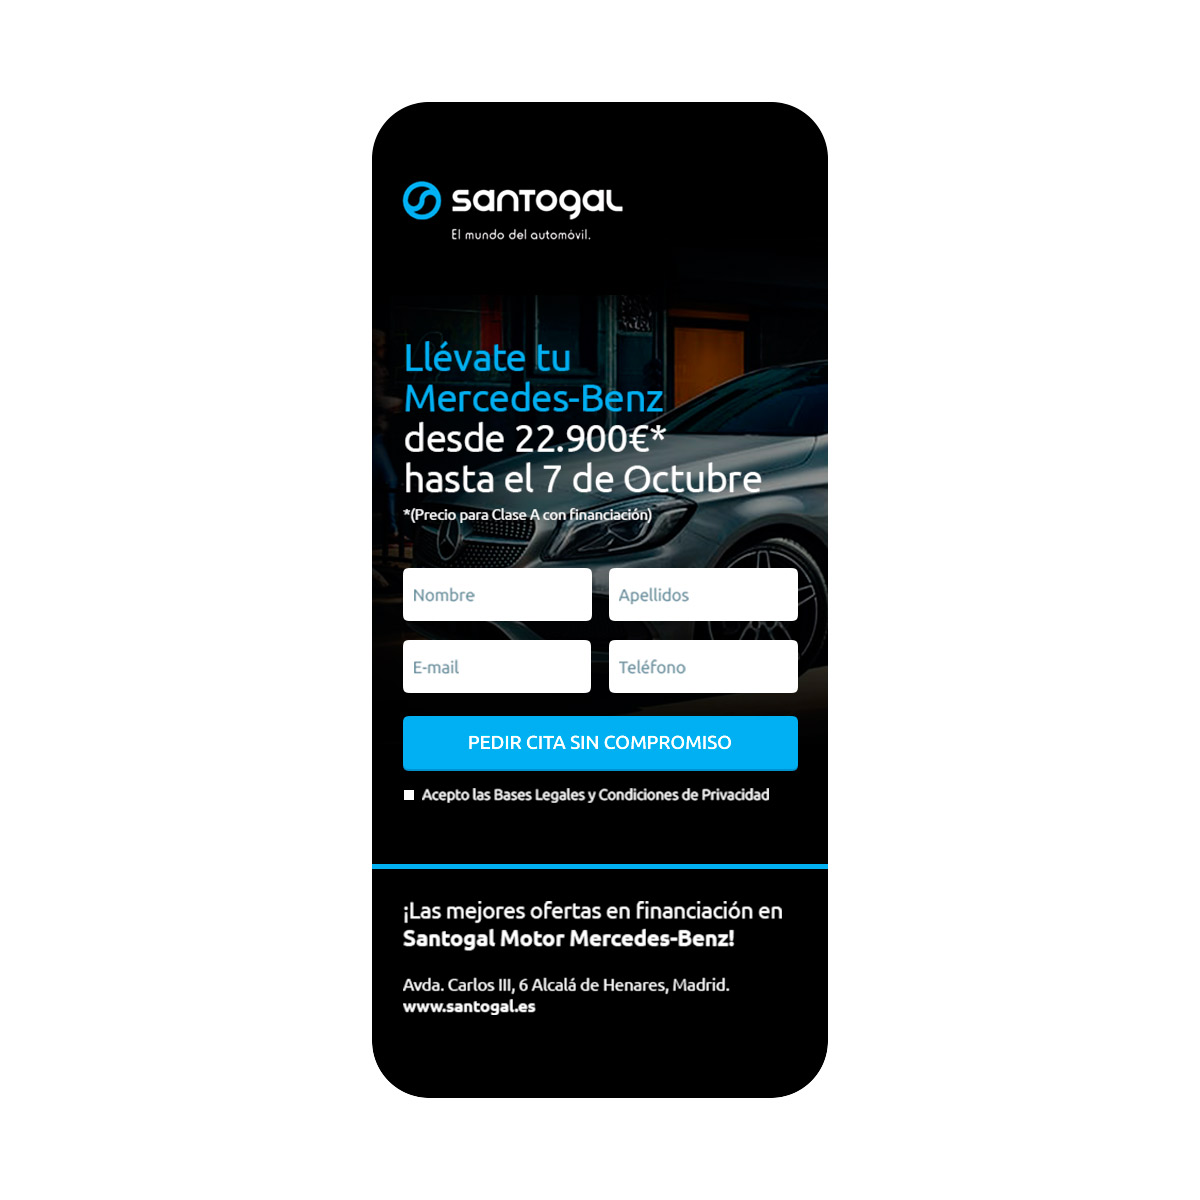 santogal
El mundo del automóvil.
Llévate tu
Mercedes-Benz
desde 22.900€*
hasta el 7 de Octubre
*(Precio para Clase A con financiación)
Nombre Apellidos
E-mail Teléfono
PEDIR CITA SIN COMPROMISO
Acepto las Bases Legales y Condiciones de Privacidad
¡Las mejores ofertas en financiación en
Santogal Motor Mercedes-Benz!
Avda. Carlos III, 6 Alcalá de Henares, Madrid.
www.santogal.es